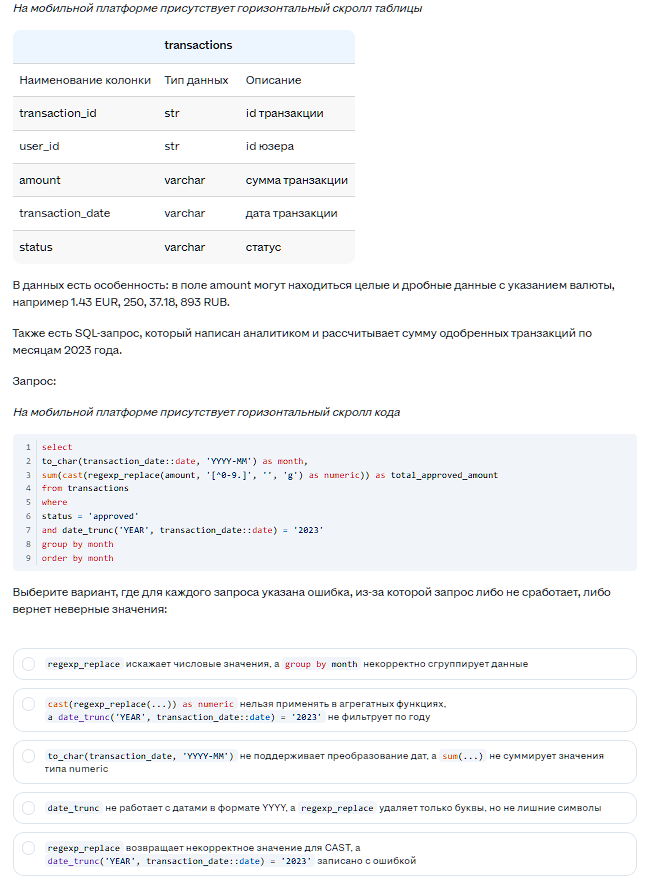 На мобильной платформе присутствует горизонтальный скролл таблицы
transactions
Наименование колонки Тип данных Описание
transaction_id str id транзакции
user_id str id юзера
amount varchar сумма транзакции
transaction_date varchar дата транзакции
status varchar статус
В данных есть особенность: в поле amount могут находиться целые и дробные данные с указанием валюты,
например 1.43 EUR, 250, 37.18, 893 RUB.
Также есть SQL-запрос, который написан аналитиком и рассчитывает сумму одобренных транзакций по
месяцам 2023 года.
Запрос:
На мобильной платформе присутствует горизонтальный скролл кода
1 select
2 to_char(transaction_date::date, 'YYYY-MM') as month,
3 sum(cast(regexp_replace(amount, '[^0-9.]', '', 'g') as numeric)) as total_approved_amount
4 from transactions
5 where
6 status = 'approved'
7 and date_trunc('YEAR', transaction_date::date) = '2023'
8 group by month
9 order by month
Выберите вариант, где для каждого запроса указана ошибка, из-за которой запрос либо не сработает, либо
вернет неверные значения:
regexp_replace искажает числовые значения, а group by month некорректно сгруппирует данные
cast(regexp_replace(...)) as numeric нельзя применять в агрегатных функциях,
а date_trunc('YEAR', transaction_date::date) = '2023' не фильтрует по году
to_char(transaction_date, 'YYYY-MM') не поддерживает преобразование дат, а sum(...) не суммирует значения
типа numeric
date_trunc не работает с датами в формате YYYY, а regexp_replace удаляет только буквы, но не лишние символы
regexp_replace возвращает некорректное значение для CAST, а
date_trunc('YEAR', transaction_date::date) = '2023' записано с ошибкой